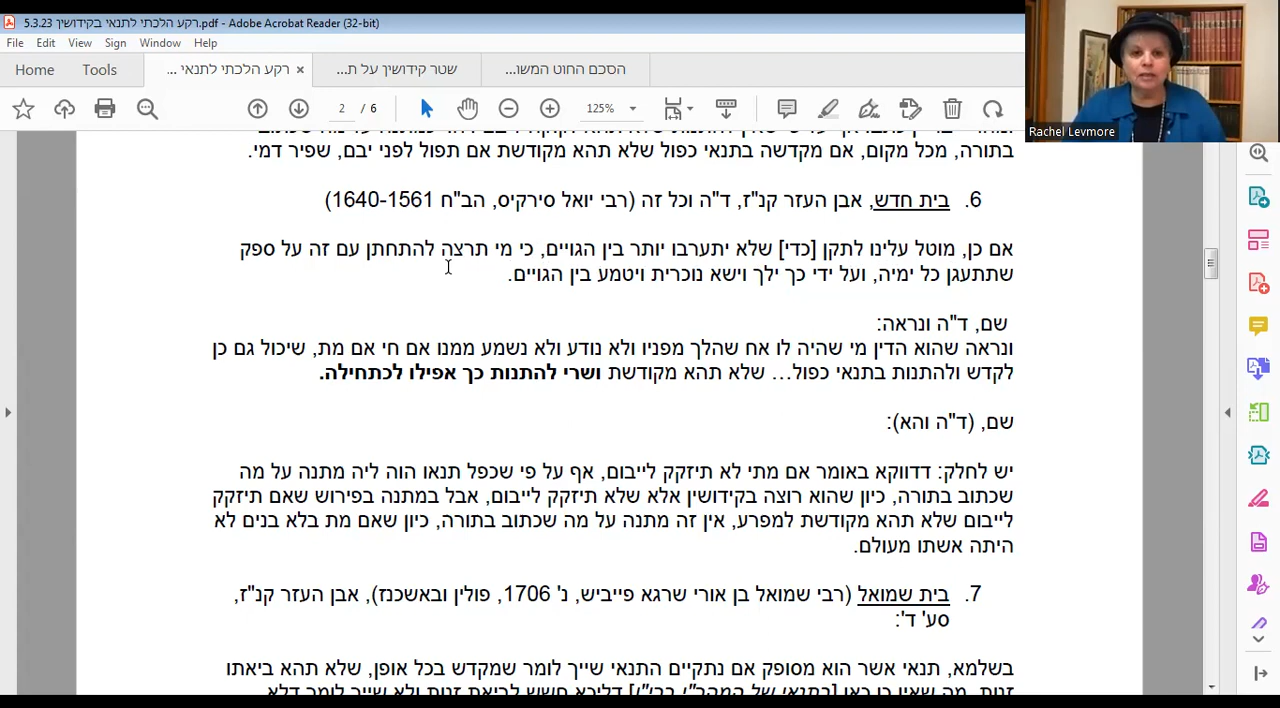 רקע הלכתי לתנאי בקידושין 5.3.23.pdf - Adobe Acrobat Reader (32-bit)
File Edit View Sign Window Help
Home Tools רקע הלכתי לתנאי ... × שטר קידושין על ת... הסכם החוט המשו...
2 / 6 125%
Rachel Levmore
בתורה, מכל מקום, אם מקדשה בתנאי כפול שלא תהא מקודשת אם תפול לפני יבם, שפיר דמי.
6. בית חדש, אבן העזר קנ"ז, ד"ה וכל זה (רבי יואל סירקיס, הב"ח 1640-1561)
אם כן, מוטל עלינו לתקן [כדי] שלא יתערבו יותר בין הגויים, כי מי תרצה להתחתן עם זה על ספק
שתתעגן כל ימיה, ועל ידי כך ילך וישא נוכרית ויטמע בין הגויים.
שם, ד"ה ונראה:
ונראה שהוא הדין מי שהיה לו אח שהלך מפניו ולא נודע ולא נשמע ממנו אם חי אם מת, שיכול גם כן
לקדש ולהתנות בתנאי כפול... שלא תהא מקודשת ושרי להתנות כך אפילו לכתחילה.
שם, (ד"ה והא):
יש לחלק: דדווקא באומר אם מתי לא תיזקק לייבום, אף על פי שכפל תנאו הוה ליה מתנה על מה
שכתוב בתורה, כיון שהוא רוצה בקידושין אלא שלא תיזקק לייבום, אבל במתנה בפירוש שאם תיזקק
לייבום שלא תהא מקודשת למפרע, אין זה מתנה על מה שכתוב בתורה, כיון שאם מת בלא בנים לא
היתה אשתו מעולם.
7. בית שמואל (רבי שמואל בן אורי שרגא פייביש, נ' 1706, פולין ובאשכנז), אבן העזר קנ"ז,
סע' ד':
בשלמא, תנאי אשר הוא מסופק אם נתקיים התנאי שייך לומר שמקדש בכל אופן, שלא תהא ביאתו